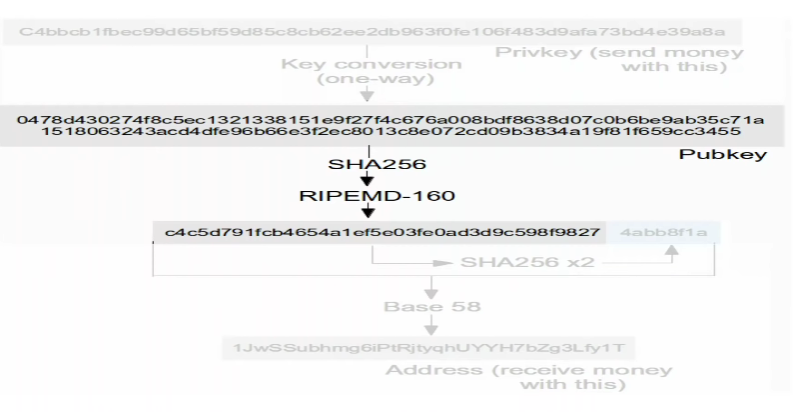 C4bbcb1fbec99d65bf59d85c8cb62ee2db963f0fe106f483d9afa73bd4e39a8a
Key conversion
(one-way)
Privkey (send money
with this)
0478d430274f8c5ec1321338151e9f27f4c676a008bdf8638d07c0b6be9ab35c71a
1518063243acd4dfe96b66e3f2ec8013c8e072cd09b3834a19f81f659cc3455
Pubkey
SHA256
RIPEMD-160
c4c5d791fcb4654a1ef5e03fe0ad3d9c598f9827 4abb8f1a
SHA256 x2
Base 58
1JwSSubhmg6iPtRjtyqhUYYH7bZg3Lfy1T
Address (receive money
with this)